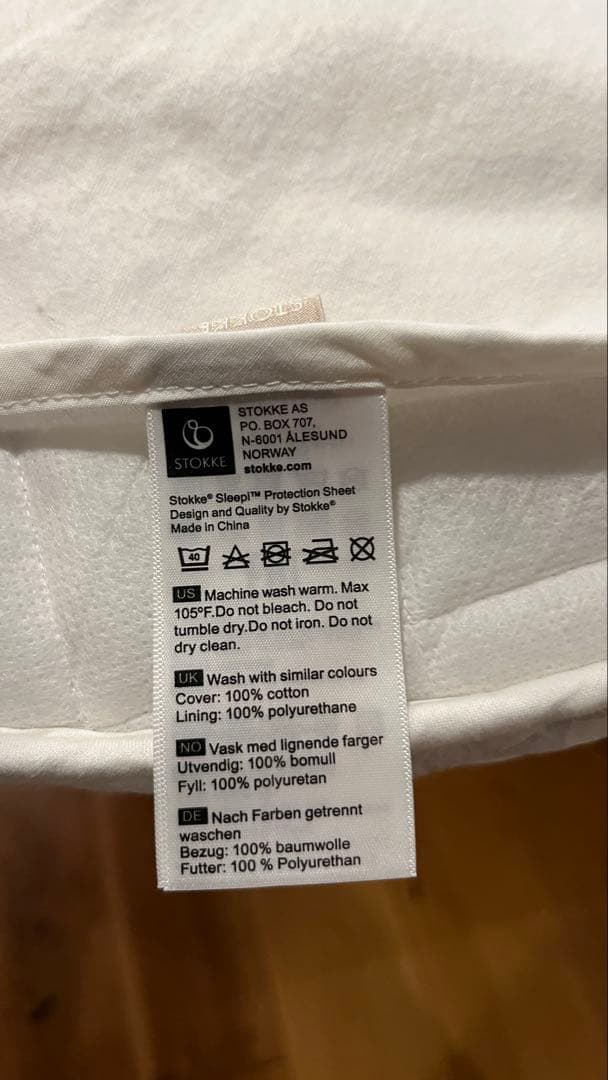 STOKKE
STOKKE
STOKKE AS
PO. BOX 707,
N-6001 ÅLESUND
NORWAY
stokke.com
Stokke® Sleepi™ Protection Sheet
Design and Quality by Stokke®
Made in China
40
US Machine wash warm. Max
105ºF.Do not bleach. Do not
tumble dry.Do not iron. Do not
dry clean.
UK Wash with similar colours
Cover: 100% cotton
Lining: 100% polyurethane
NO Vask med lignende farger
Utvendig: 100% bomull
Fyll: 100% polyuretan
DE Nach Farben getrennt
waschen
Bezug: 100% baumwolle
Futter: 100 % Polyurethan